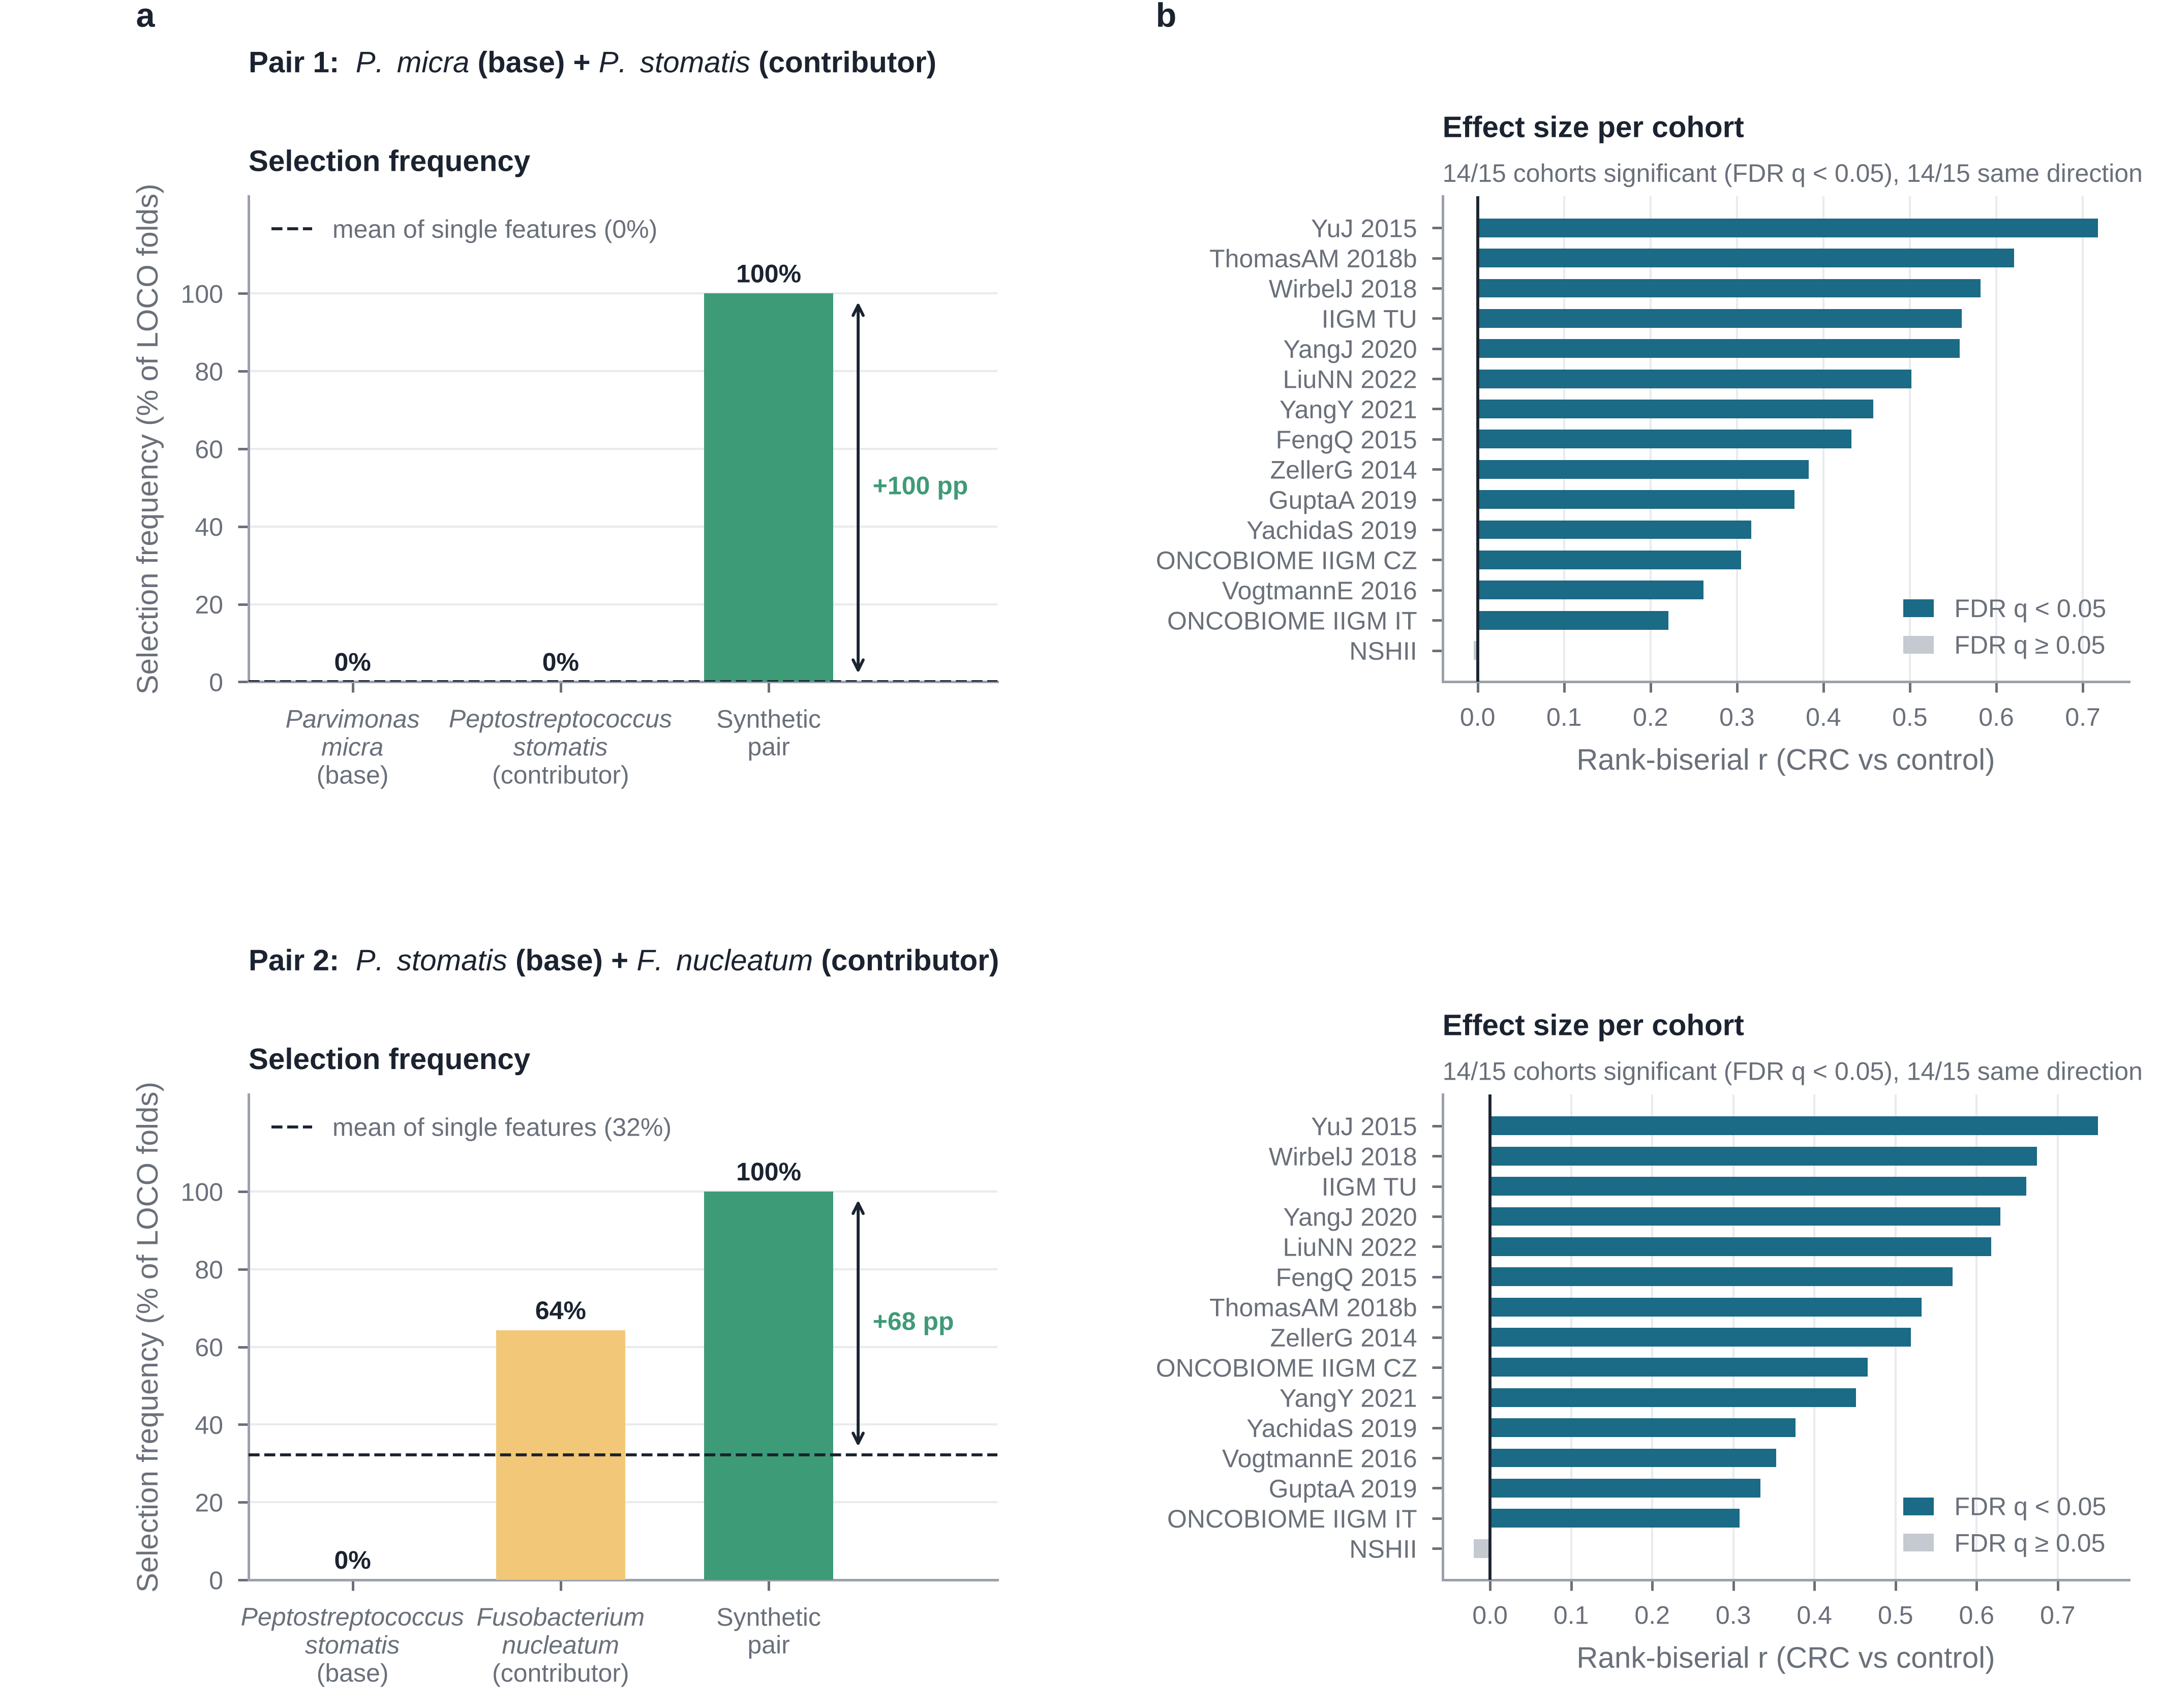 a
Pair 1: P. micra (base) + P. stomatis (contributor)
Selection frequency
Selection frequency (% of LOCO folds)
mean of single features (0%)
100
80
60
40
20
0
0%
0%
100%
+100 pp
Parvimonas
micra
(base)
Peptostreptococcus
stomatis
(contributor)
Synthetic
pair
b
Effect size per cohort
14/15 cohorts significant (FDR q < 0.05), 14/15 same direction
YuJ 2015
ThomasAM 2018b
WirbelJ 2018
IIGM TU
YangJ 2020
LiuNN 2022
YangY 2021
FengQ 2015
ZellerG 2014
GuptaA 2019
YachidaS 2019
ONCOBIOME IIGM CZ
VogtmannE 2016
ONCOBIOME IIGM IT
NSHII
FDR q < 0.05
FDR q ≥ 0.05
0.0 0.1 0.2 0.3 0.4 0.5 0.6 0.7
Rank-biserial r (CRC vs control)
Pair 2: P. stomatis (base) + F. nucleatum (contributor)
Selection frequency
Selection frequency (% of LOCO folds)
mean of single features (32%)
100
80
60
40
20
0
0%
64%
100%
+68 pp
Peptostreptococcus
stomatis
(base)
Fusobacterium
nucleatum
(contributor)
Synthetic
pair
Effect size per cohort
14/15 cohorts significant (FDR q < 0.05), 14/15 same direction
YuJ 2015
WirbelJ 2018
IIGM TU
YangJ 2020
LiuNN 2022
FengQ 2015
ThomasAM 2018b
ZellerG 2014
ONCOBIOME IIGM CZ
YangY 2021
YachidaS 2019
VogtmannE 2016
GuptaA 2019
ONCOBIOME IIGM IT
NSHII
FDR q < 0.05
FDR q ≥ 0.05
0.0 0.1 0.2 0.3 0.4 0.5 0.6 0.7
Rank-biserial r (CRC vs control)